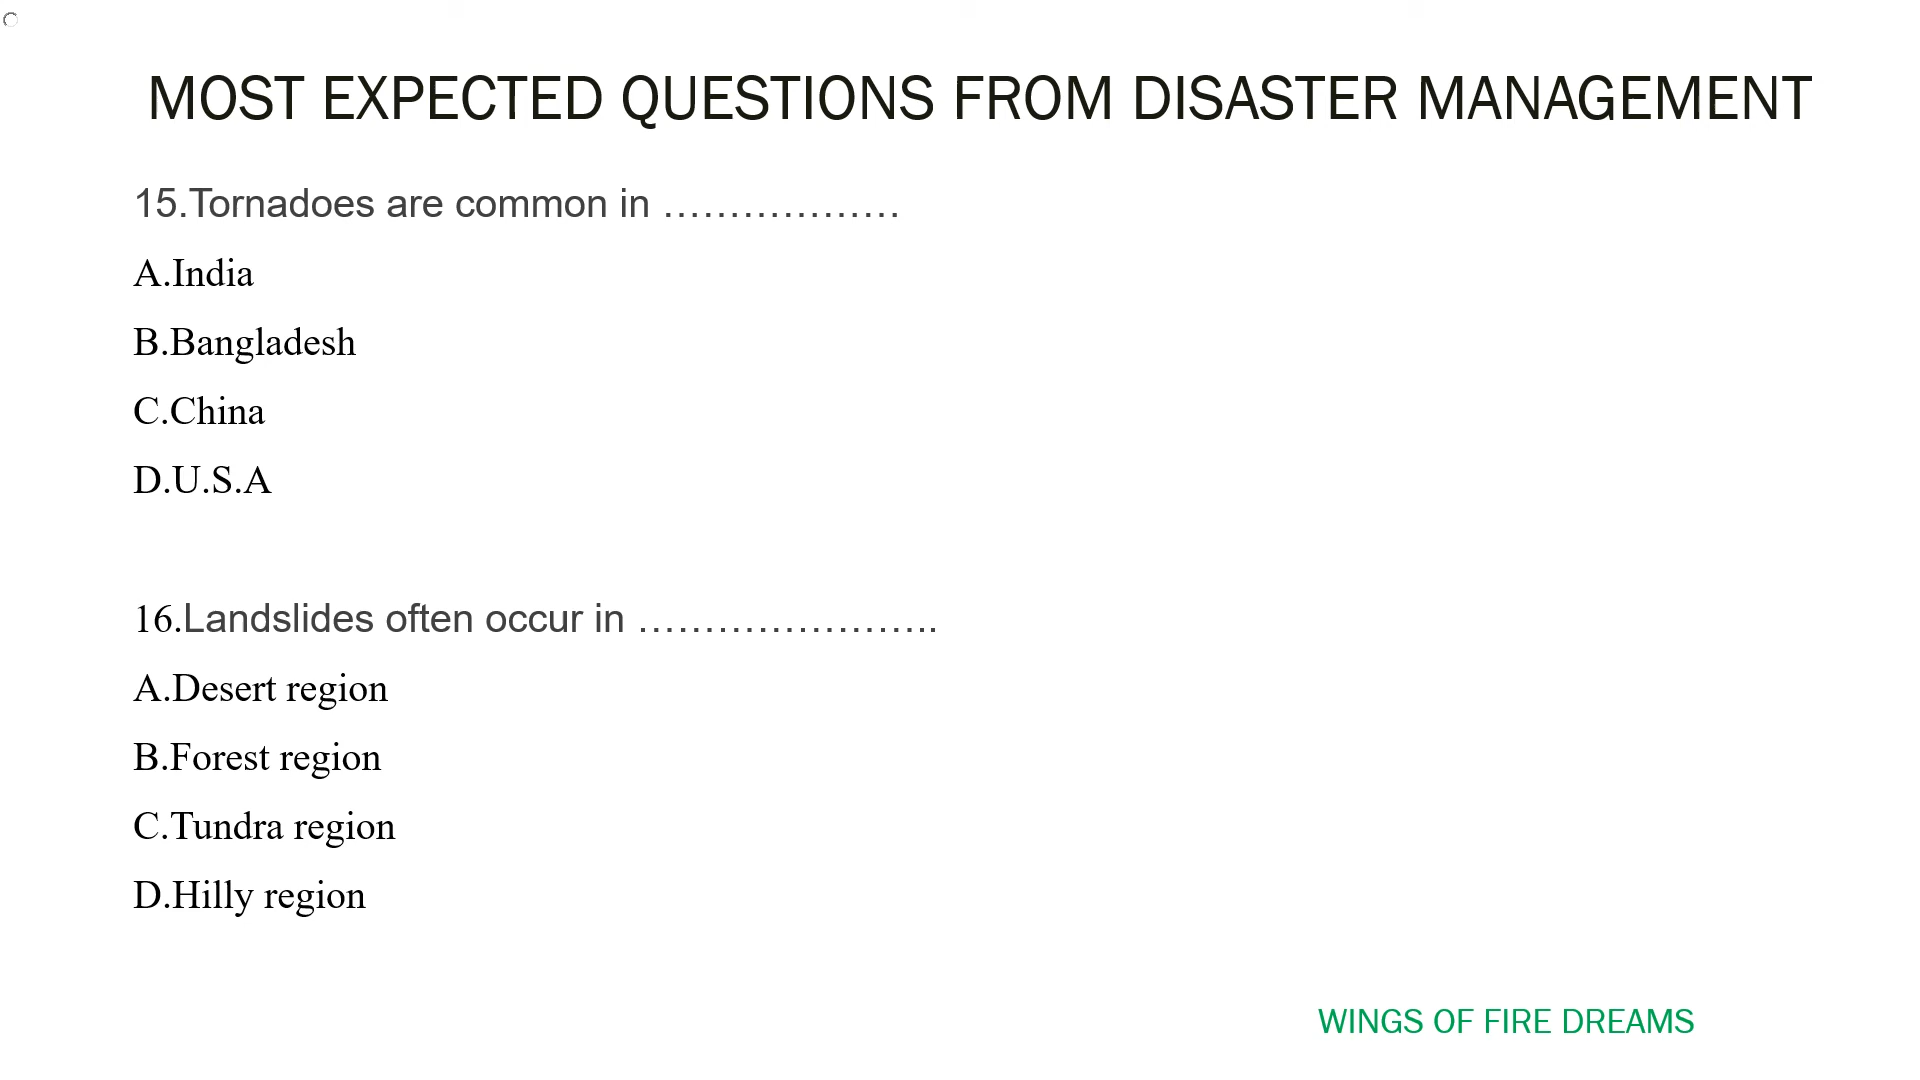 MOST EXPECTED QUESTIONS FROM DISASTER MANAGEMENT
15.Tornadoes are common in ………………
A.India
B.Bangladesh
C.China
D.U.S.A
16.Landslides often occur in …………………..
A.Desert region
B.Forest region
C.Tundra region
D.Hilly region
WINGS OF FIRE DREAMS